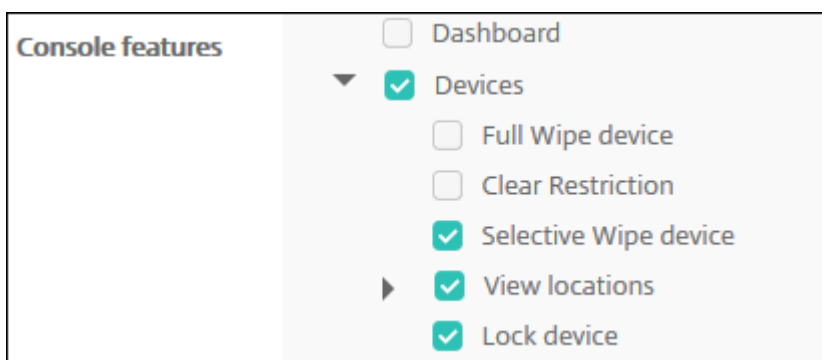 Console features
Dashboard
Devices
Full Wipe device
Clear Restriction
Selective Wipe device
View locations
Lock device